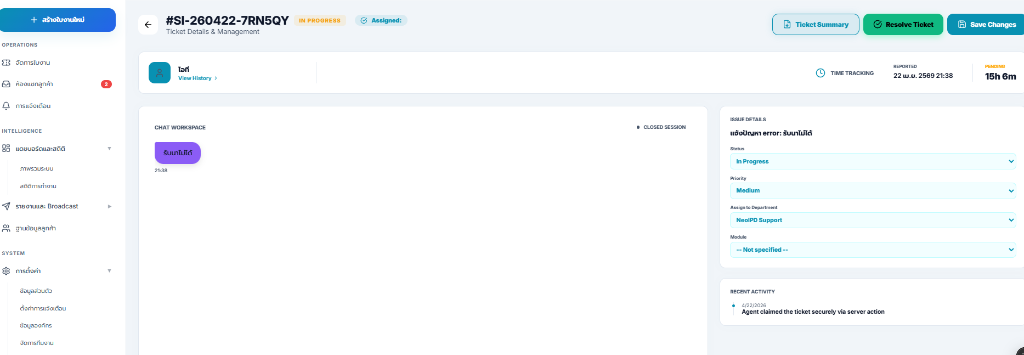 สร้างใบงานใหม่
OPERATIONS
จัดการใบงาน
ห้องแชทลูกค้า 2
การแจ้งเตือน
INTELLIGENCE
แดชบอร์ดและสถิติ
ภาพรวมระบบ
สถิติการทำงาน
รายงานและ Broadcast
ฐานข้อมูลลูกค้า
SYSTEM
การตั้งค่า
ข้อมูลส่วนตัว
ตั้งค่าการแจ้งเตือน
ข้อมูลองค์กร
จัดการทีมงาน
#SI-260422-7RN5QY IN PROGRESS Assigned:
Ticket Details & Management
Ticket Summary Resolve Ticket Save Changes
ไอที
View History
TIME TRACKING
REPORTED
22 เม.ย. 2569 21:38
PENDING
15h 6m
CHAT WORKSPACE
CLOSED SESSION
รับนาไม่ได้
21:38
ISSUE DETAILS
แจ้งปัญหา error: รับนาไม่ได้
Status
In Progress
Priority
Medium
Assign to Department
NeoIPD Support
Module
-- Not specified --
RECENT ACTIVITY
4/22/2026
Agent claimed the ticket securely via server action